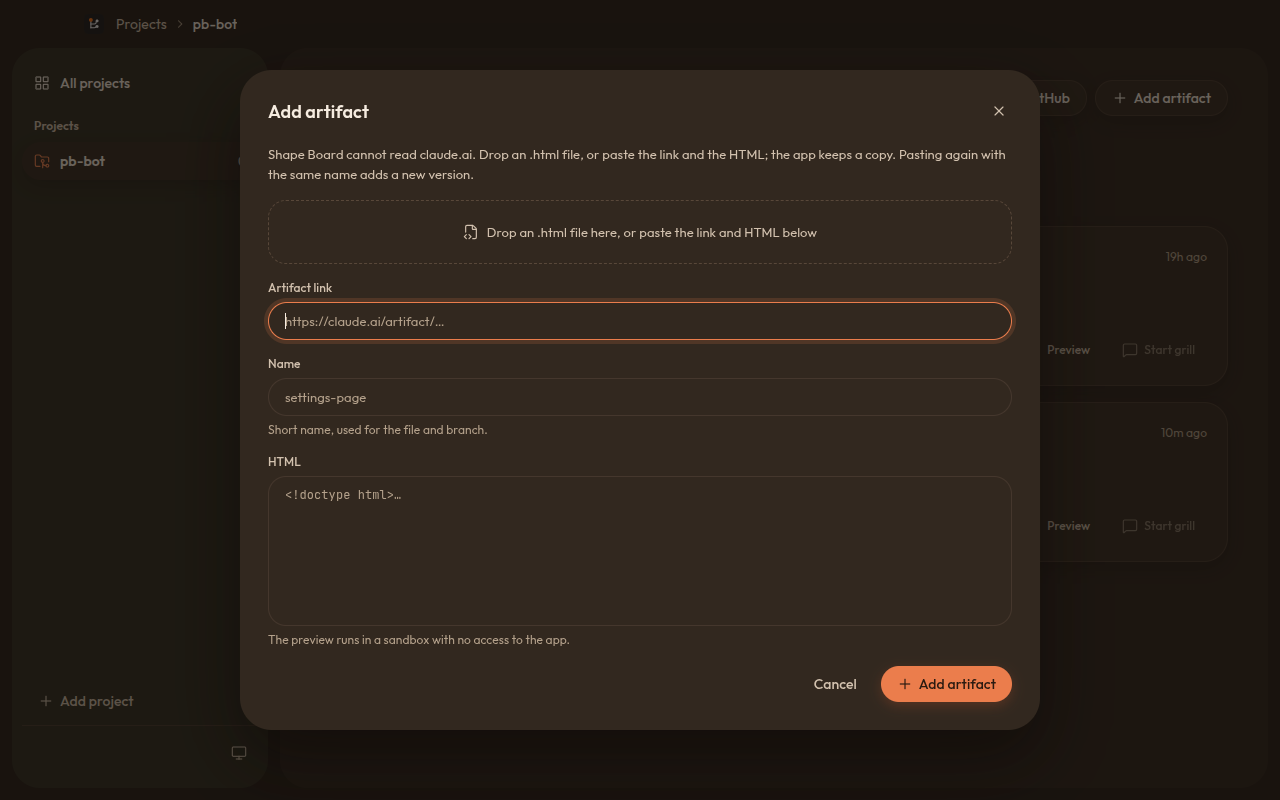 Projects > pb-bot
All projects
Projects
pb-bot
Add project
tHub
+ Add artifact
19h ago
Preview
Start grill
10m ago
Preview
Start grill
Add artifact
Shape Board cannot read claude.ai. Drop an .html file, or paste the link and the HTML; the app keeps a copy. Pasting again with
the same name adds a new version.
Drop an .html file here, or paste the link and HTML below
Artifact link
https://claude.ai/artifact/…
Name
settings-page
Short name, used for the file and branch.
HTML
<!doctype html>…
The preview runs in a sandbox with no access to the app.
Cancel
+ Add artifact